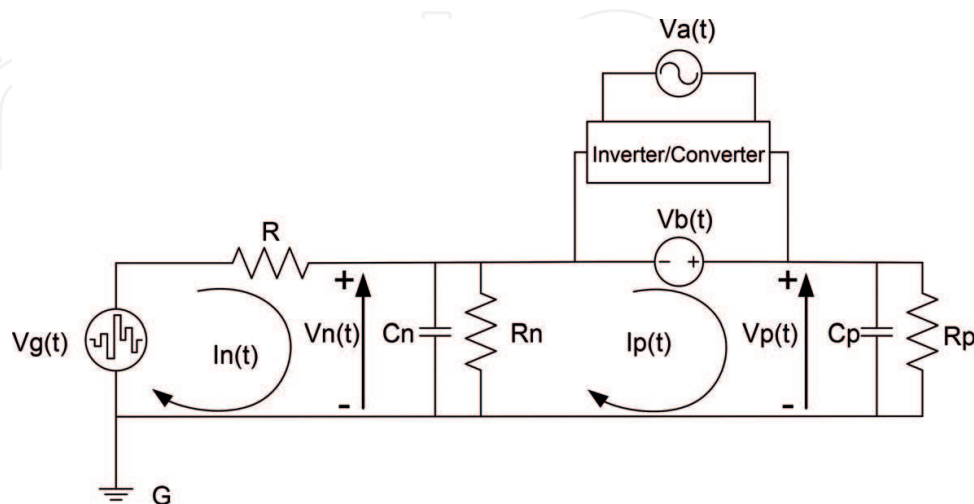 Va(t)
Inverter/Converter
Vb(t)
- +
R
+
+
Vg(t)
In(t)
Vn(t)
Cn
Rn
Ip(t)
Vp(t)
Cp
Rp
-
-
G